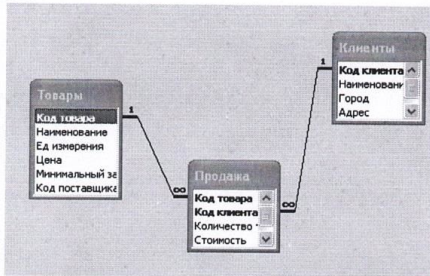 Товары
Код товара
Наименование
Ед измерения
Цена
Минимальный за
Код поставщика
1
∞
Продажа
Код товара
Код клиента
Количество т
Стоимость
∞
1
Клиенты
Код клиента
Наименовани
Город
Адрес